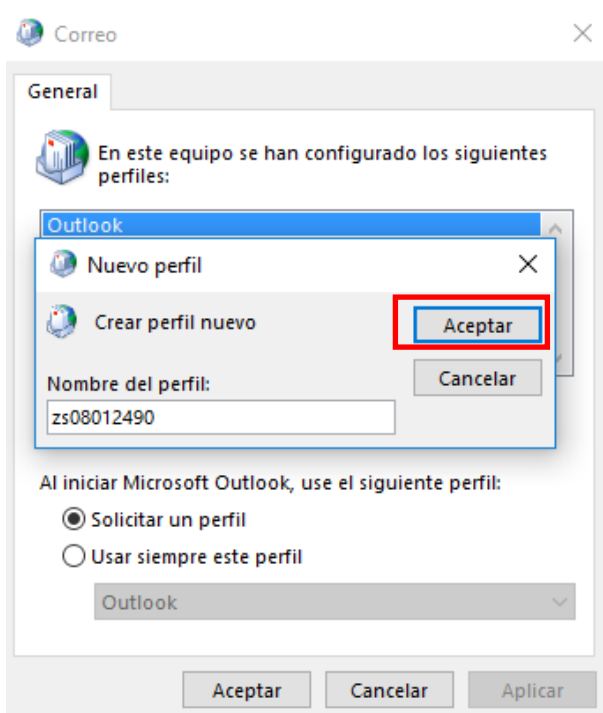 Correo
General
En este equipo se han configurado los siguientes
perfiles:
Outlook
Nuevo perfil
Crear perfil nuevo
Aceptar
Cancelar
Nombre del perfil:
zs08012490
Al iniciar Microsoft Outlook, use el siguiente perfil:
Solicitar un perfil
Usar siempre este perfil
Outlook
Aceptar Cancelar Aplicar